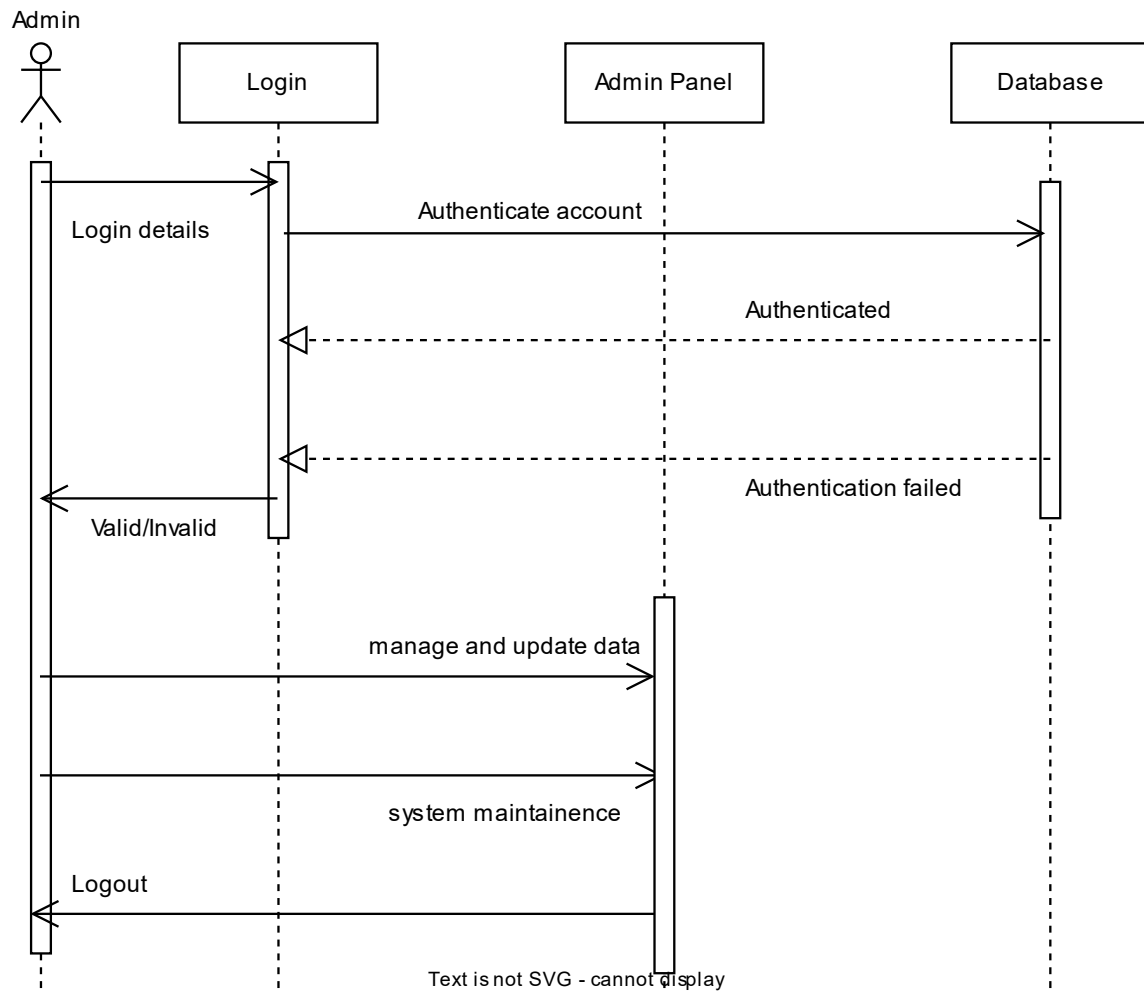 Admin
Login
Admin Panel
Database
Login details
Authenticate account
Authenticated
Authentication failed
Valid/Invalid
manage and update data
system maintainence
Logout
Text is not SVG - cannot display